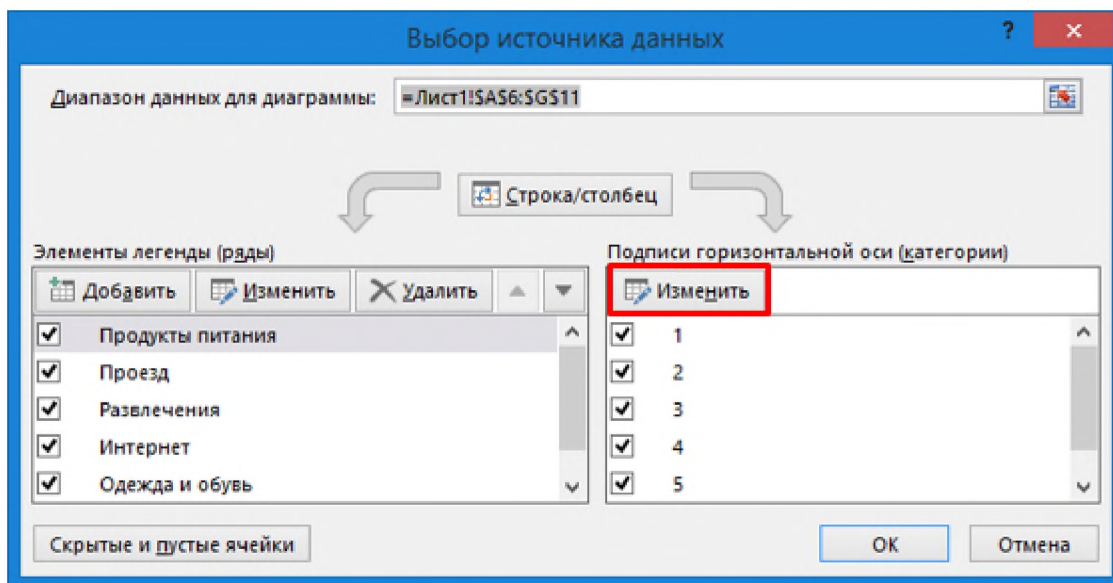 Выбор источника данных
?
Диапазон данных для диаграммы: =Лист1!$A$6:$G$11
Строка/столбец
Элементы легенды (ряды)
Добавить Изменить Удалить
Продукты питания
Проезд
Развлечения
Интернет
Одежда и обувь
Подписи горизонтальной оси (категории)
Изменить
1
2
3
4
5
Скрытые и пустые ячейки
ОК Отмена